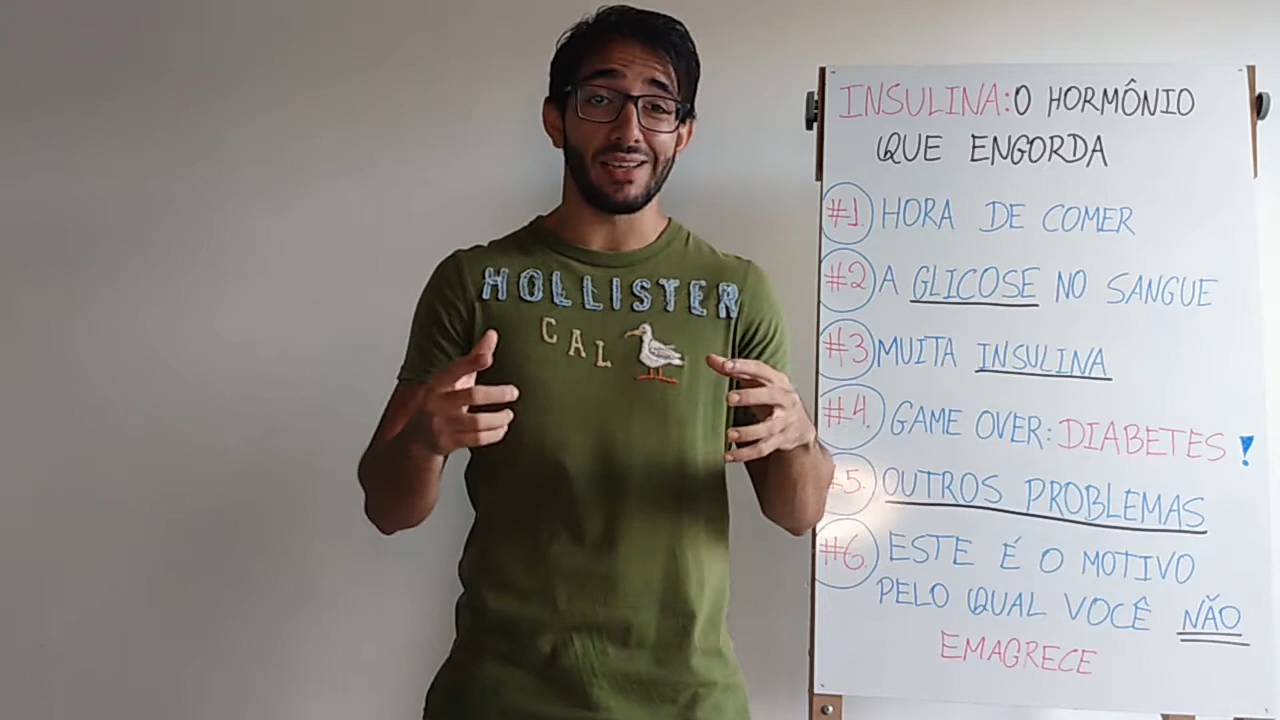 HOLLISTER
CAL
INSULINA: O HORMÔNIO
QUE ENGORDA
#1. HORA DE COMER
#2 A GLICOSE NO SANGUE
#3 MUITA INSULINA
#4. GAME OVER: DIABETES!
#5. OUTROS PROBLEMAS
#6. ESTE É O MOTIVO
PELO QUAL VOCÊ NÃO
EMAGRECE